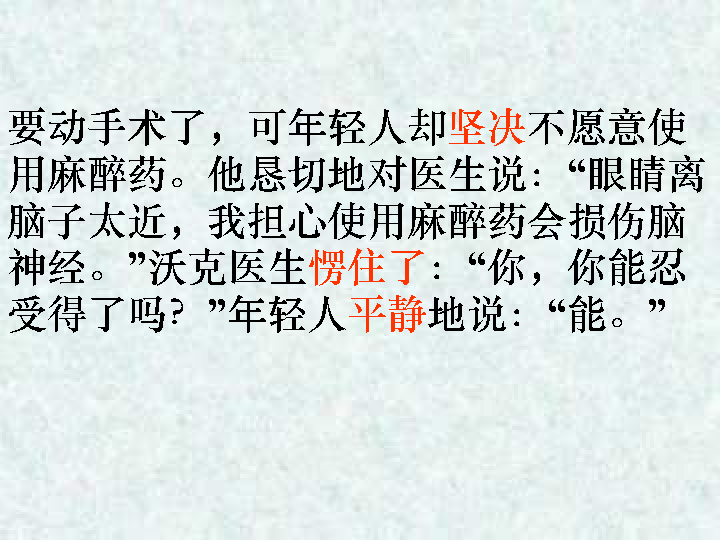 要动手术了，可年轻人却坚决不愿意使
用麻醉药。他恳切地对医生说：“眼睛离
脑子太近，我担心使用麻醉药会损伤脑
神经。”沃克医生愣住了：“你，你能忍
受得了吗？”年轻人平静地说：“能。”